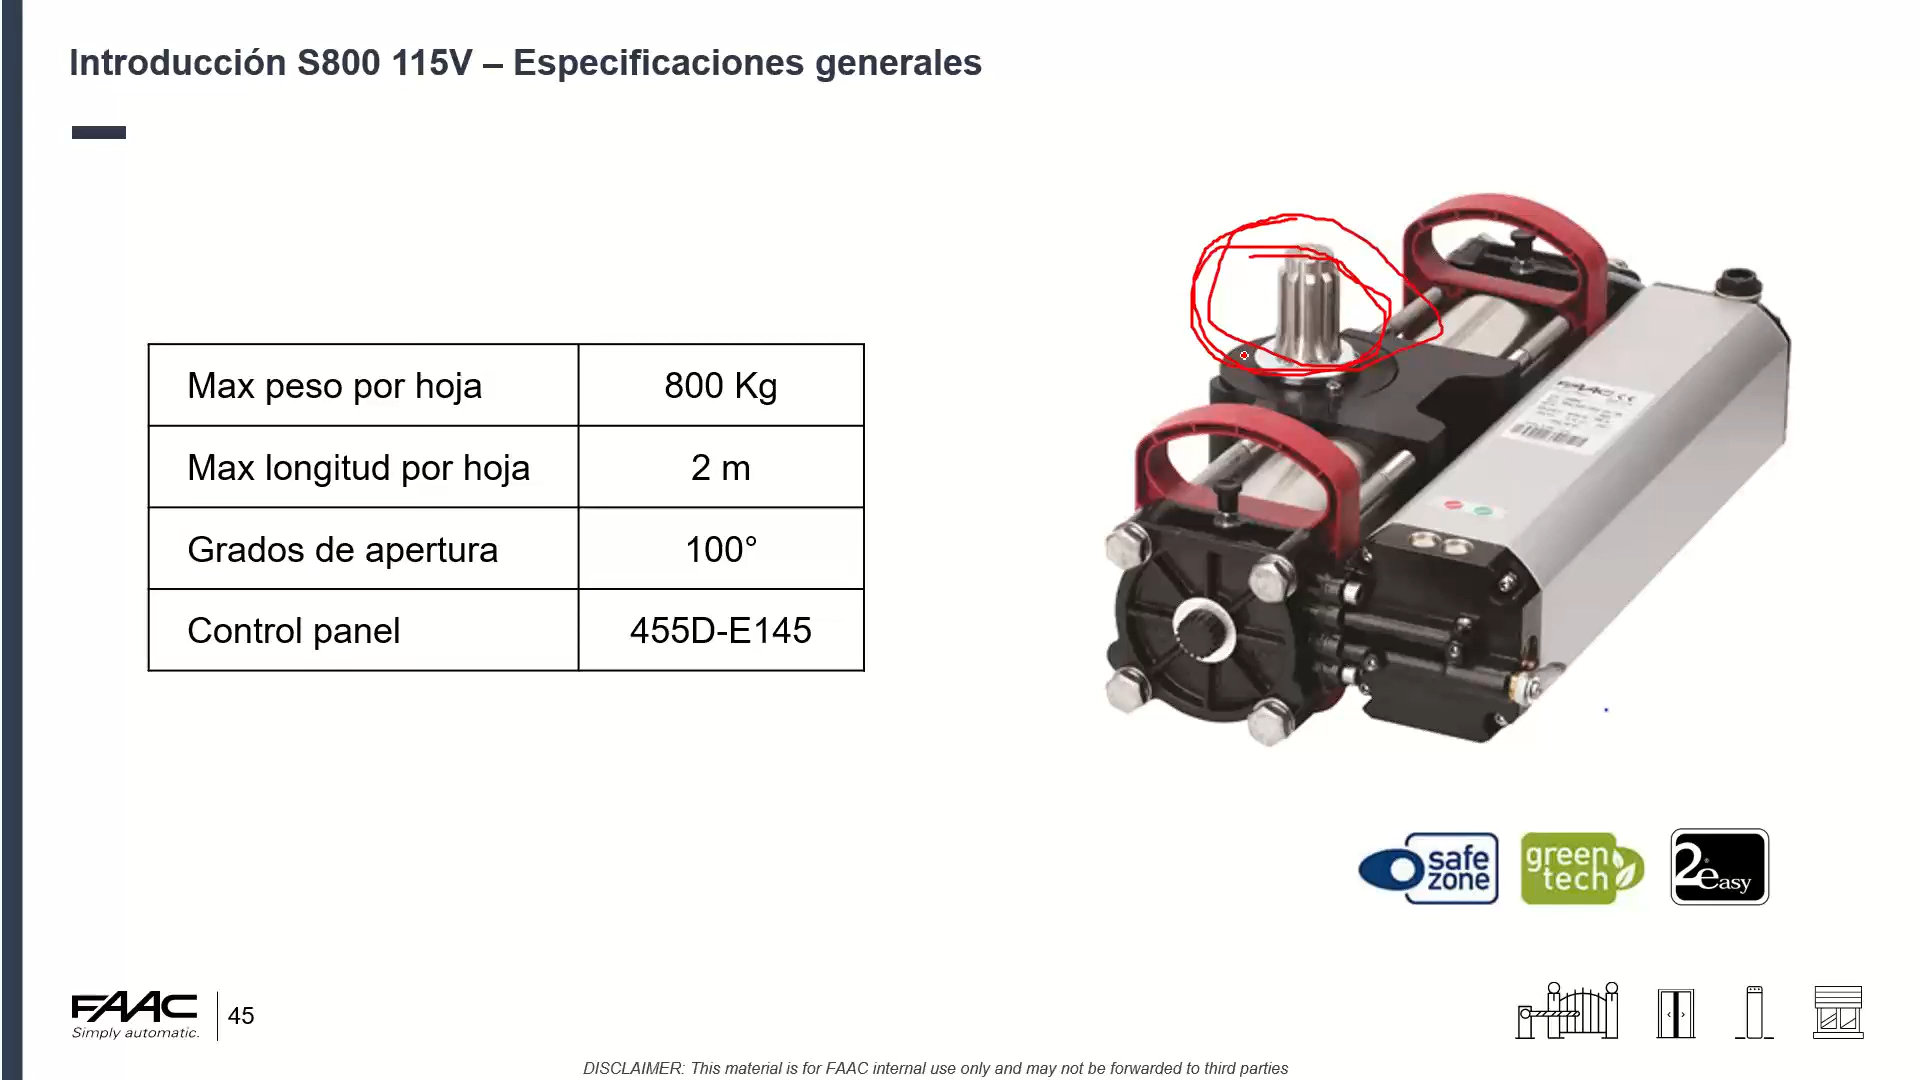 Introducción S800 115V – Especificaciones generales
Max peso por hoja 800 Kg
Max longitud por hoja 2 m
Grados de apertura 100°
Control panel 455D-E145
FAAC
safe zone
green tech
2easy
FAAC
Simply automatic.
45
DISCLAIMER: This material is for FAAC internal use only and may not be forwarded to third parties